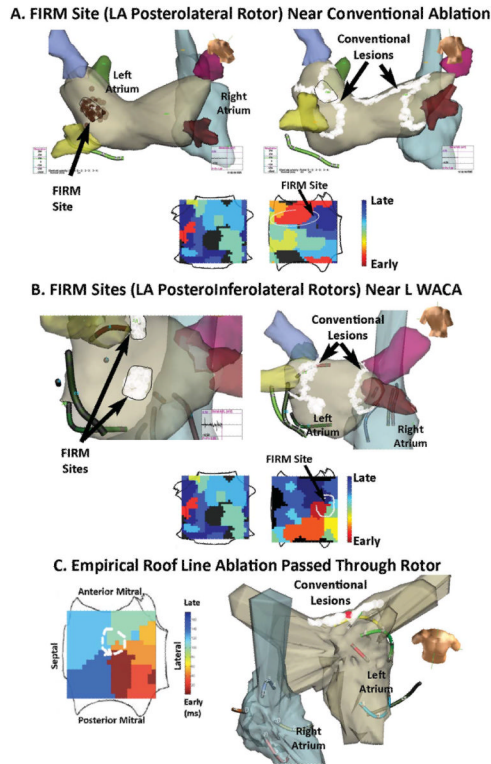 A. FIRM Site (LA Posterolateral Rotor) Near Conventional Ablation
Left
Atrium
Right
Atrium
FIRM
Site
Conventional
Lesions
FIRM Site
Late
Early
B. FIRM Sites (LA PosteroInferolateral Rotors) Near L WACA
FIRM
Sites
Conventional
Lesions
Left
Atrium
Right
Atrium
FIRM Site
Late
Early
C. Empirical Roof Line Ablation Passed Through Rotor
Anterior Mitral
Septal
Lateral
Posterior Mitral
Late
Early
(ms)
Conventional
Lesions
Left
Atrium
Right
Atrium